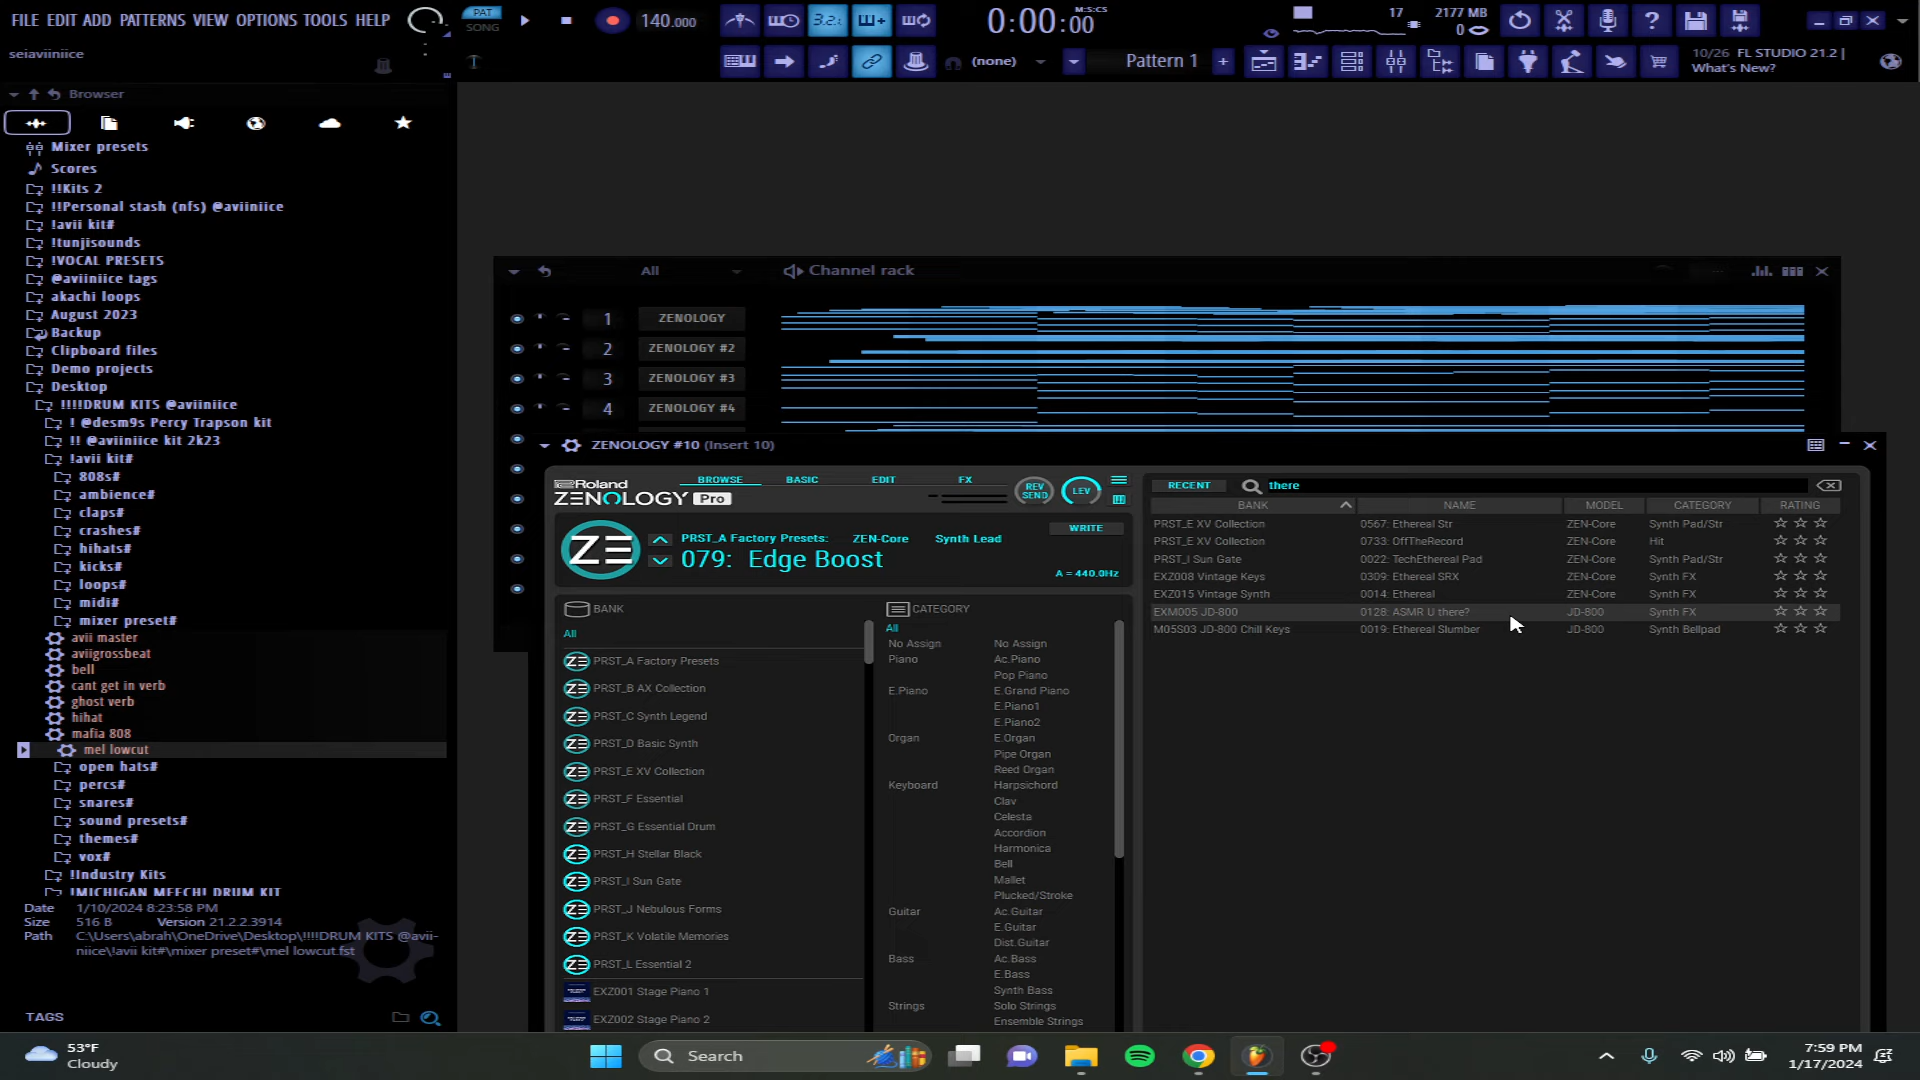 FILE EDIT ADD PATTERNS VIEW OPTIONS TOOLS HELP
PAT
SONG
140.000
3.2.
0:00:00
M:S:CS
17
2177 MB
0
seiaviiniice
(none)
Pattern 1
10/26 FL STUDIO 21.2 |
What's New?
Browser
Mixer presets
Scores
!!Kits 2
!!Personal stash (nfs) @aviiniice
!avii kit#
!tunjisounds
!VOCAL PRESETS
@aviiniice tags
akachi loops
August 2023
Backup
Clipboard files
Demo projects
Desktop
!!!!DRUM KITS @aviiniice
! @desm9s Percy Trapson kit
!! @aviiniice kit 2k23
!avii kit#
808s#
ambience#
claps#
crashes#
hihats#
kicks#
loops#
midi#
mixer preset#
avii master
aviigrossbeat
bell
cant get in verb
ghost verb
hihat
mafia 808
mel lowcut
open hats#
percs#
snares#
sound presets#
themes#
vox#
!Industry Kits
!MICHIGAN MEECH! DRUM KIT
Date 1/10/2024 8:23:58 PM
Size 516 B Version 21.2.2.3914
Path C:\Users\abrah\OneDrive\Desktop\!!!!DRUM KITS @avii-
niice\!avii kit#\mixer preset#\mel lowcut.fst
TAGS
All
Channel rack
1 ZENOLOGY
2 ZENOLOGY #2
3 ZENOLOGY #3
4 ZENOLOGY #4
ZENOLOGY #10 (Insert 10)
Roland
ZENOLOGY Pro
BROWSE BASIC EDIT FX
REV SEND
LEV
WRITE
ZE
PRST_A Factory Presets: ZEN-Core Synth Lead
079: Edge Boost
A = 440.0Hz
BANK
All
PRST_A Factory Presets
PRST_B AX Collection
PRST_C Synth Legend
PRST_D Basic Synth
PRST_E XV Collection
PRST_F Essential
PRST_G Essential Drum
PRST_H Stellar Black
PRST_I Sun Gate
PRST_J Nebulous Forms
PRST_K Volatile Memories
PRST_L Essential 2
EXZ001 Stage Piano 1
EXZ002 Stage Piano 2
CATEGORY
All
No Assign No Assign
Piano Ac.Piano
Pop Piano
E.Piano E.Grand Piano
E.Piano1
E.Piano2
Organ E.Organ
Pipe Organ
Reed Organ
Keyboard Harpsichord
Clav
Celesta
Accordion
Harmonica
Bell
Mallet
Plucked/Stroke
Guitar Ac.Guitar
E.Guitar
Dist.Guitar
Bass Ac.Bass
E.Bass
Synth Bass
Strings Solo Strings
Ensemble Strings
RECENT there
BANK NAME MODEL CATEGORY RATING
PRST_E XV Collection 0567: Ethereal Str ZEN-Core Synth Pad/Str
PRST_E XV Collection 0733: OffTheRecord ZEN-Core Hit
PRST_I Sun Gate 0022: TechEthereal Pad ZEN-Core Synth Pad/Str
EXZ008 Vintage Keys 0309: Ethereal SRX ZEN-Core Synth FX
EXZ015 Vintage Synth 0014: Ethereal ZEN-Core Synth FX
EXM005 JD-800 0128: ASMR U there? JD-800 Synth FX
M05S03 JD-800 Chill Keys 0019: Ethereal Slumber JD-800 Synth Bellpad
53°F
Cloudy
Search
7:59 PM
1/17/2024